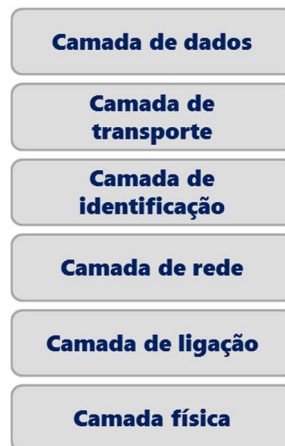 Camada de dados
Camada de
transporte
Camada de
identificação
Camada de rede
Camada de ligação
Camada física